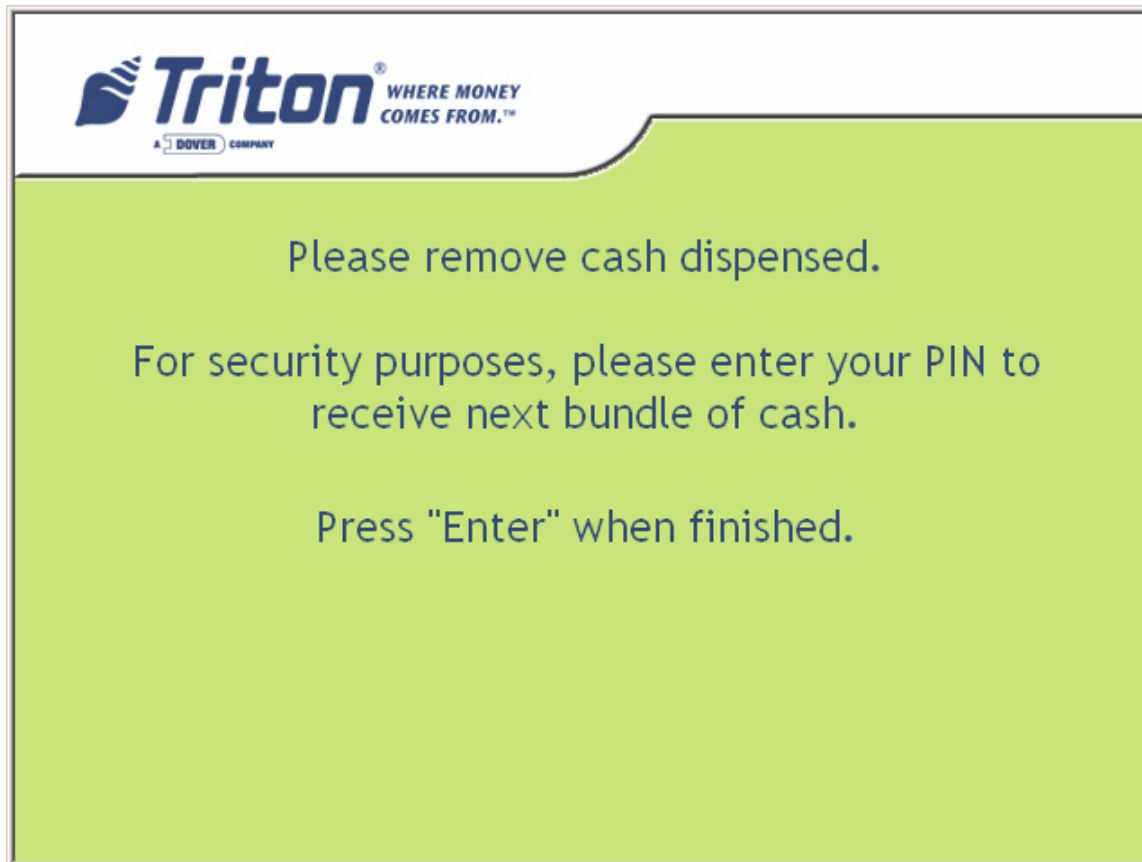 Triton® WHERE MONEY
COMES FROM.™
A DOVER COMPANY
Please remove cash dispensed.
For security purposes, please enter your PIN to
receive next bundle of cash.
Press "Enter" when finished.